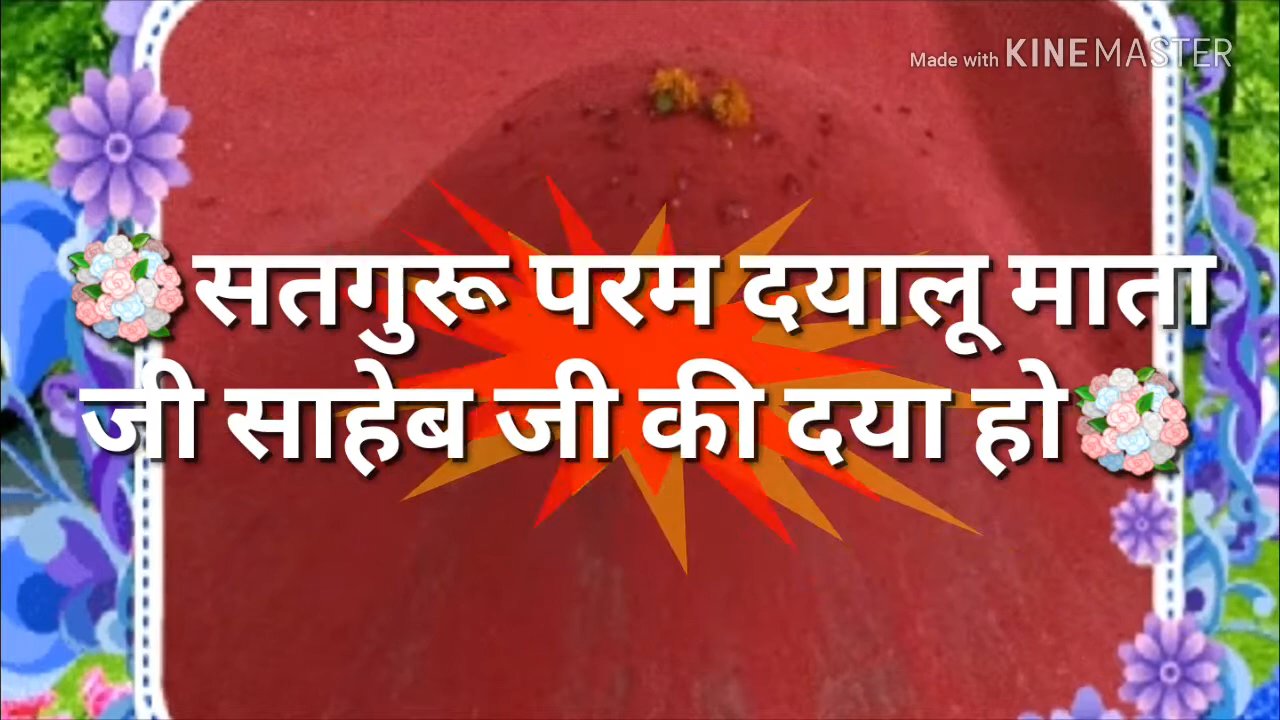 Made with KINEMASTER
💐सतगुरू परम दयालू माता
जी साहेब जी की दया हो💐